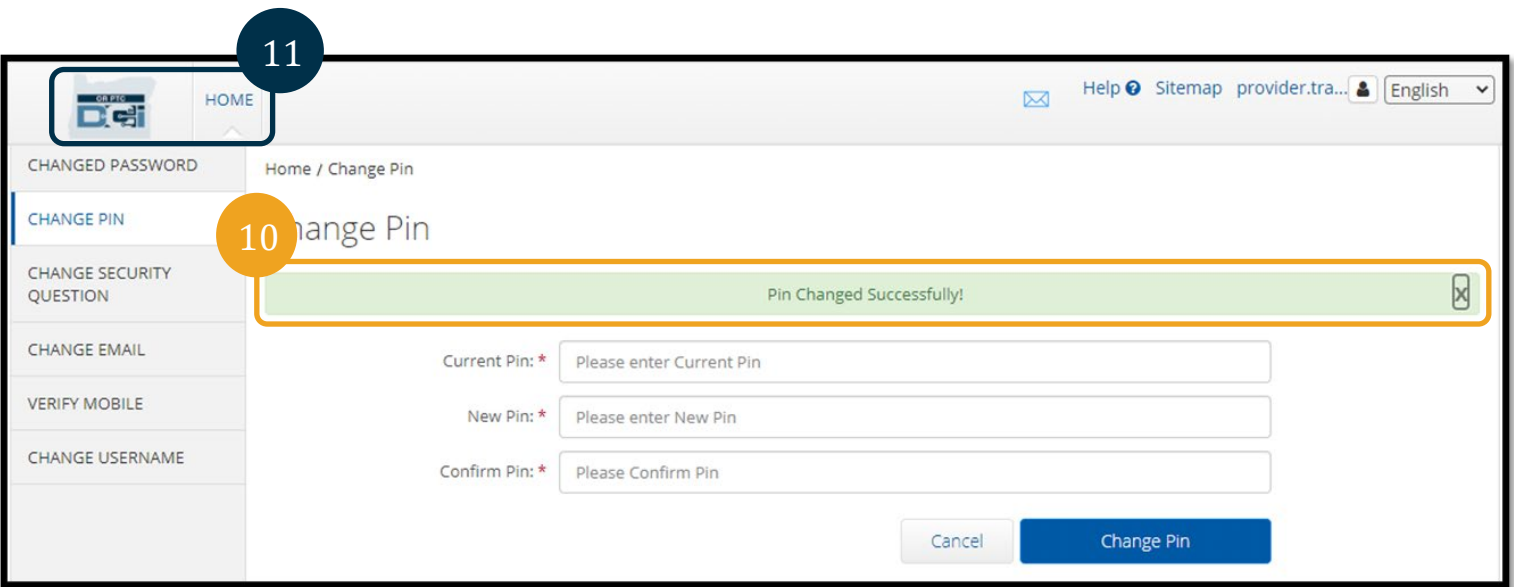 11
OR PTC
DCI
HOME
Help ? Sitemap provider.tra... English
CHANGED PASSWORD
Home / Change Pin
CHANGE PIN
10
hange Pin
CHANGE SECURITY
QUESTION
Pin Changed Successfully!
X
CHANGE EMAIL
Current Pin: * Please enter Current Pin
VERIFY MOBILE
New Pin: * Please enter New Pin
CHANGE USERNAME
Confirm Pin: * Please Confirm Pin
Cancel Change Pin